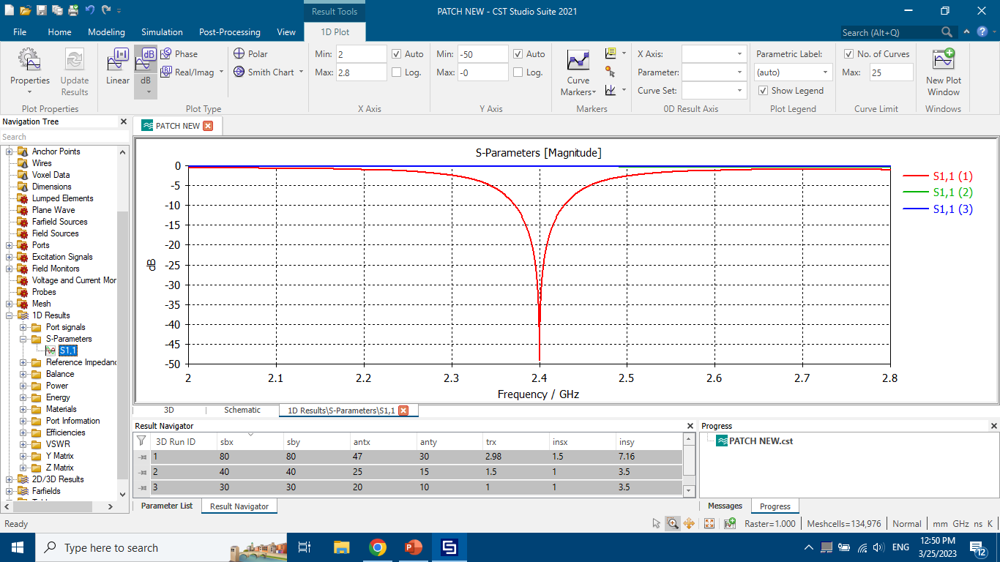 Result Tools
PATCH NEW - CST Studio Suite 2021
File Home Modeling Simulation Post-Processing View 1D Plot
Search (Alt+Q)
Properties
Update Results
Plot Properties
Linear
dB
dB
Phase
Real/Imag
Polar
Smith Chart
Plot Type
Min: 2 Auto
Max: 2.8 Log.
X Axis
Min: -50 Auto
Max: -0 Log.
Y Axis
Curve Markers
Markers
X Axis:
Parameter:
Curve Set:
0D Result Axis
Parametric Label:
(auto)
Show Legend
Plot Legend
No. of Curves
Max: 25
Curve Limit
New Plot Window
Windows
Navigation Tree
Search
Anchor Points
Wires
Voxel Data
Dimensions
Lumped Elements
Plane Wave
Farfield Sources
Field Sources
Ports
Excitation Signals
Field Monitors
Voltage and Current Mor
Probes
Mesh
1D Results
Port signals
S-Parameters
S1,1
Reference Impedanc
Balance
Power
Energy
Materials
Port Information
Efficiencies
VSWR
Y Matrix
Z Matrix
2D/3D Results
Farfields
PATCH NEW
S-Parameters [Magnitude]
0
-5
-10
-15
-20
-25
-30
-35
-40
-45
-50
dB
2 2.1 2.2 2.3 2.4 2.5 2.6 2.7 2.8
Frequency / GHz
S1,1 (1)
S1,1 (2)
S1,1 (3)
3D Schematic 1D Results\S-Parameters\S1,1
Result Navigator
3D Run ID sbx sby antx anty trx insx insy
1 80 80 47 30 2.98 1.5 7.16
2 40 40 25 15 1.5 1 3.5
3 30 30 20 10 1 1 3.5
Parameter List Result Navigator
Progress
PATCH NEW.cst
Messages Progress
Ready
Raster=1.000 Meshcells=134,976 Normal mm GHz ns K
Type here to search
ENG
12:50 PM
3/25/2023
12